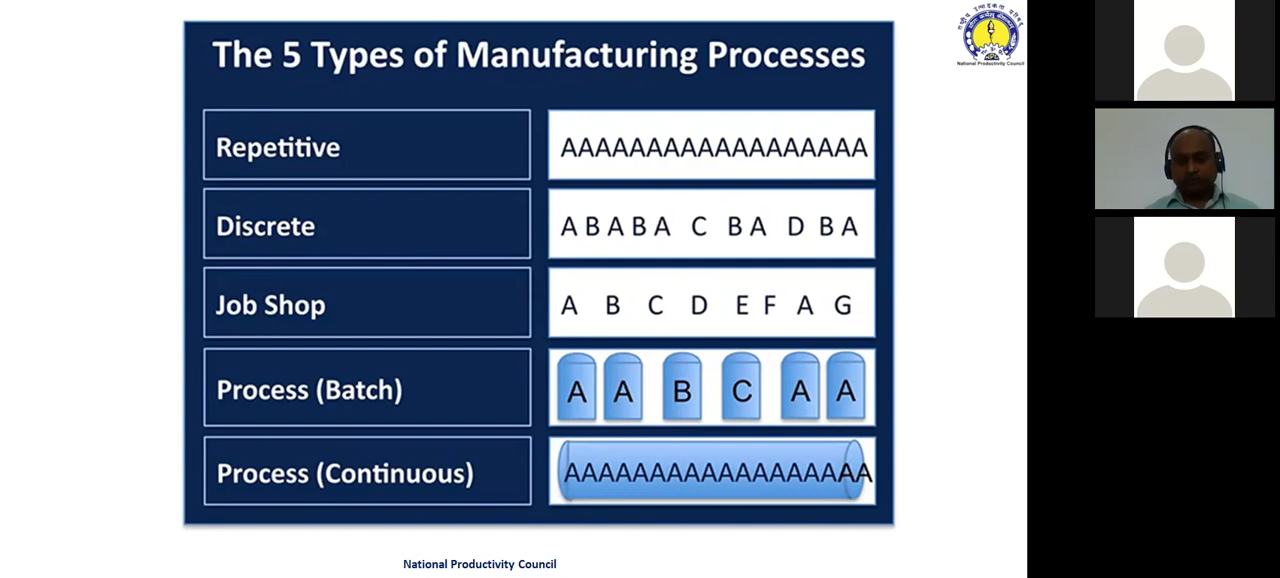 The 5 Types of Manufacturing Processes
Repetitive
AAAAAAAAAAAAAAAAAA
Discrete
A B A B A C B A D B A
Job Shop
A B C D E F A G
Process (Batch)
A A B C A A
Process (Continuous)
AAAAAAAAAAAAAAAAAA
National Productivity Council
National Productivity Council